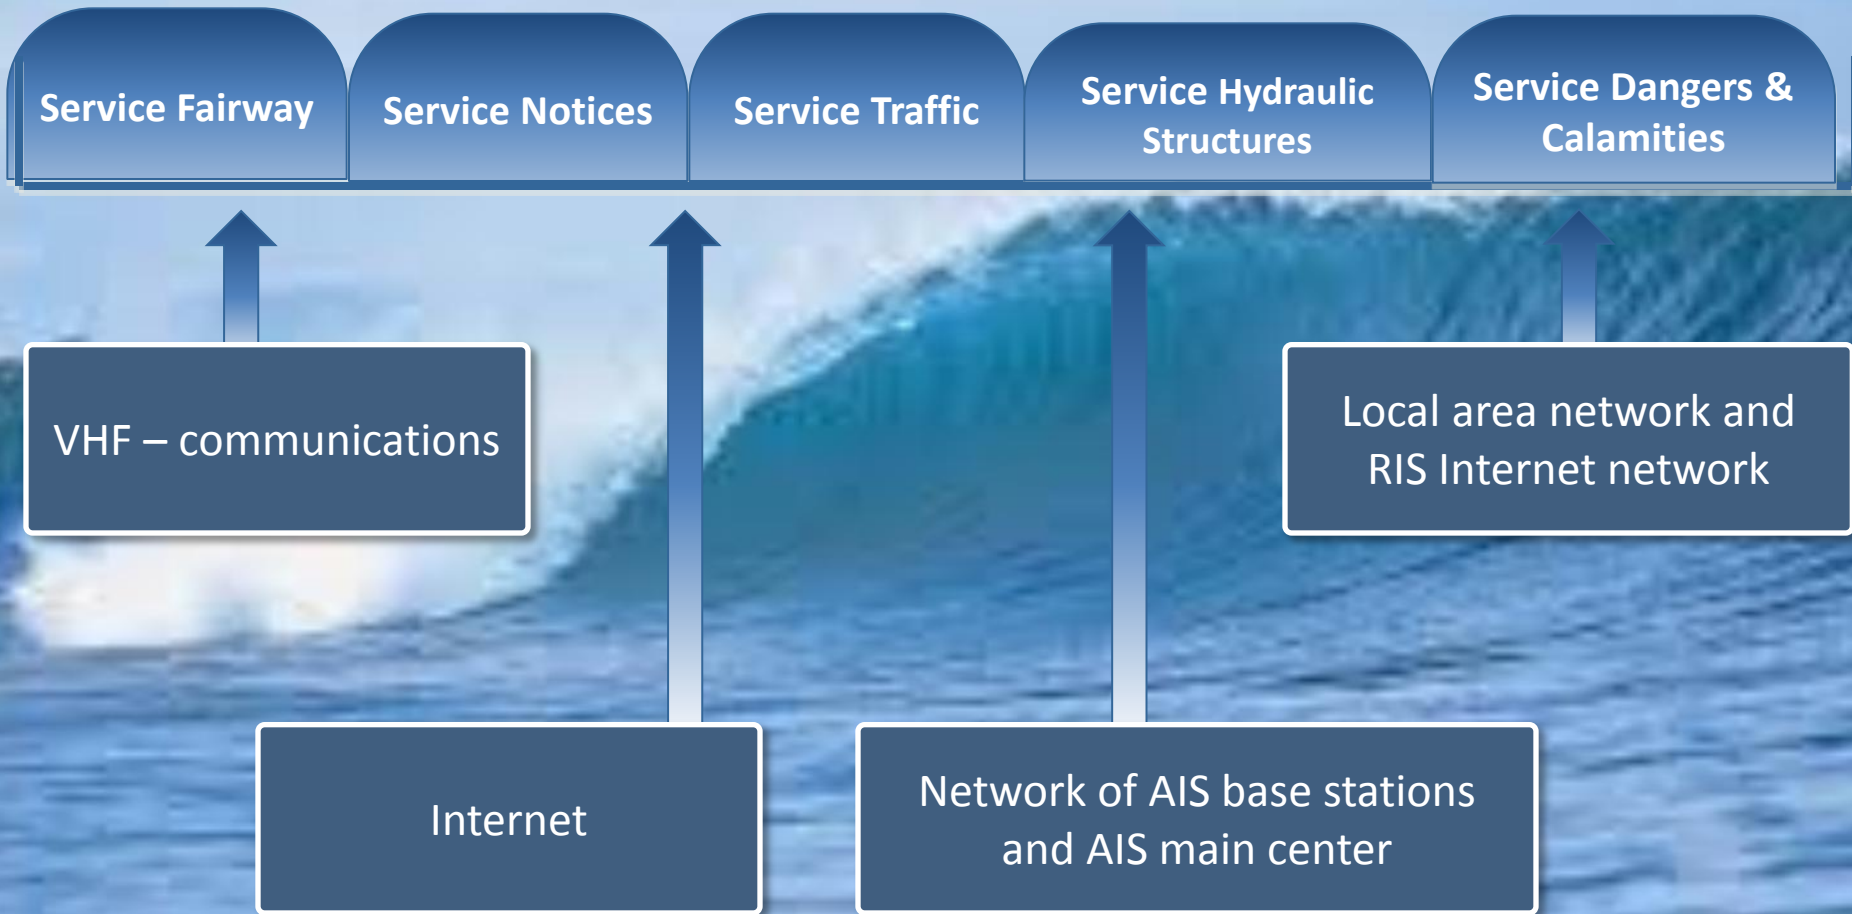 Service Fairway
Service Notices
Service Traffic
Service Hydraulic
Structures
Service Dangers &
Calamities
VHF – communications
Local area network and
RIS Internet network
Internet
Network of AIS base stations
and AIS main center